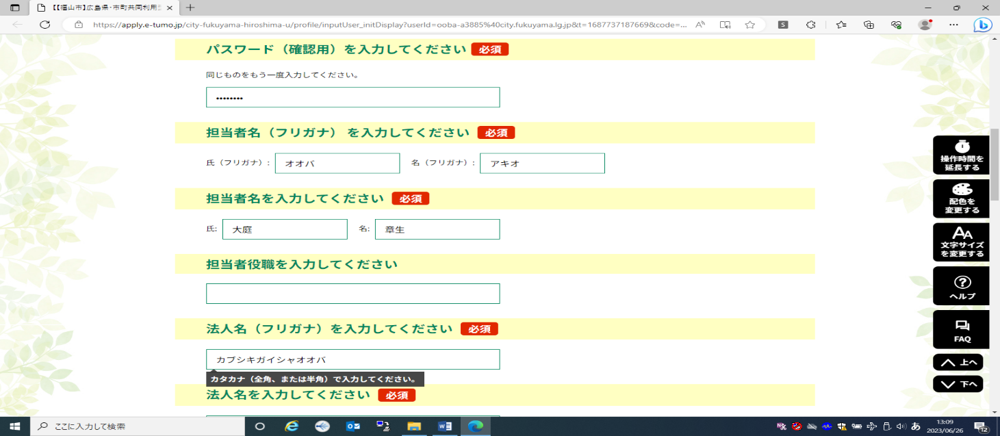 【【福山市】広島県・市町共同利用シ
https://apply.e-tumo.jp/city-fukuyama-hiroshima-u/profile/inputUser_initDisplay?userId=ooba-a3885%40city.fukuyama.lg.jp&t=1687737187669&code=...
パスワード（確認用）を入力してください 必須
同じものをもう一度入力してください。
••••••••
担当者名（フリガナ） を入力してください 必須
氏（フリガナ）: オオバ 名（フリガナ）: アキオ
担当者名を入力してください 必須
氏: 大庭 名: 章生
担当者役職を入力してください
法人名（フリガナ）を入力してください 必須
カブシキガイシャオオバ
カタカナ（全角、または半角）で入力してください。
法人名を入力してください 必須
操作時間を
延長する
配色を
変更する
文字サイズ
を変更する
ヘルプ
FAQ
上へ
下へ
ここに入力して検索
あ
13:09
2023/06/26
12